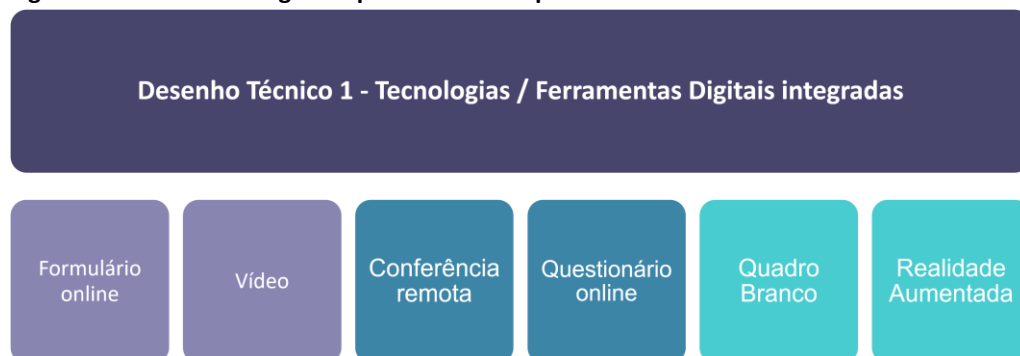 Desenho Técnico 1 - Tecnologias / Ferramentas Digitais integradas
Formulário
online
Vídeo
Conferência
remota
Questionário
online
Quadro
Branco
Realidade
Aumentada